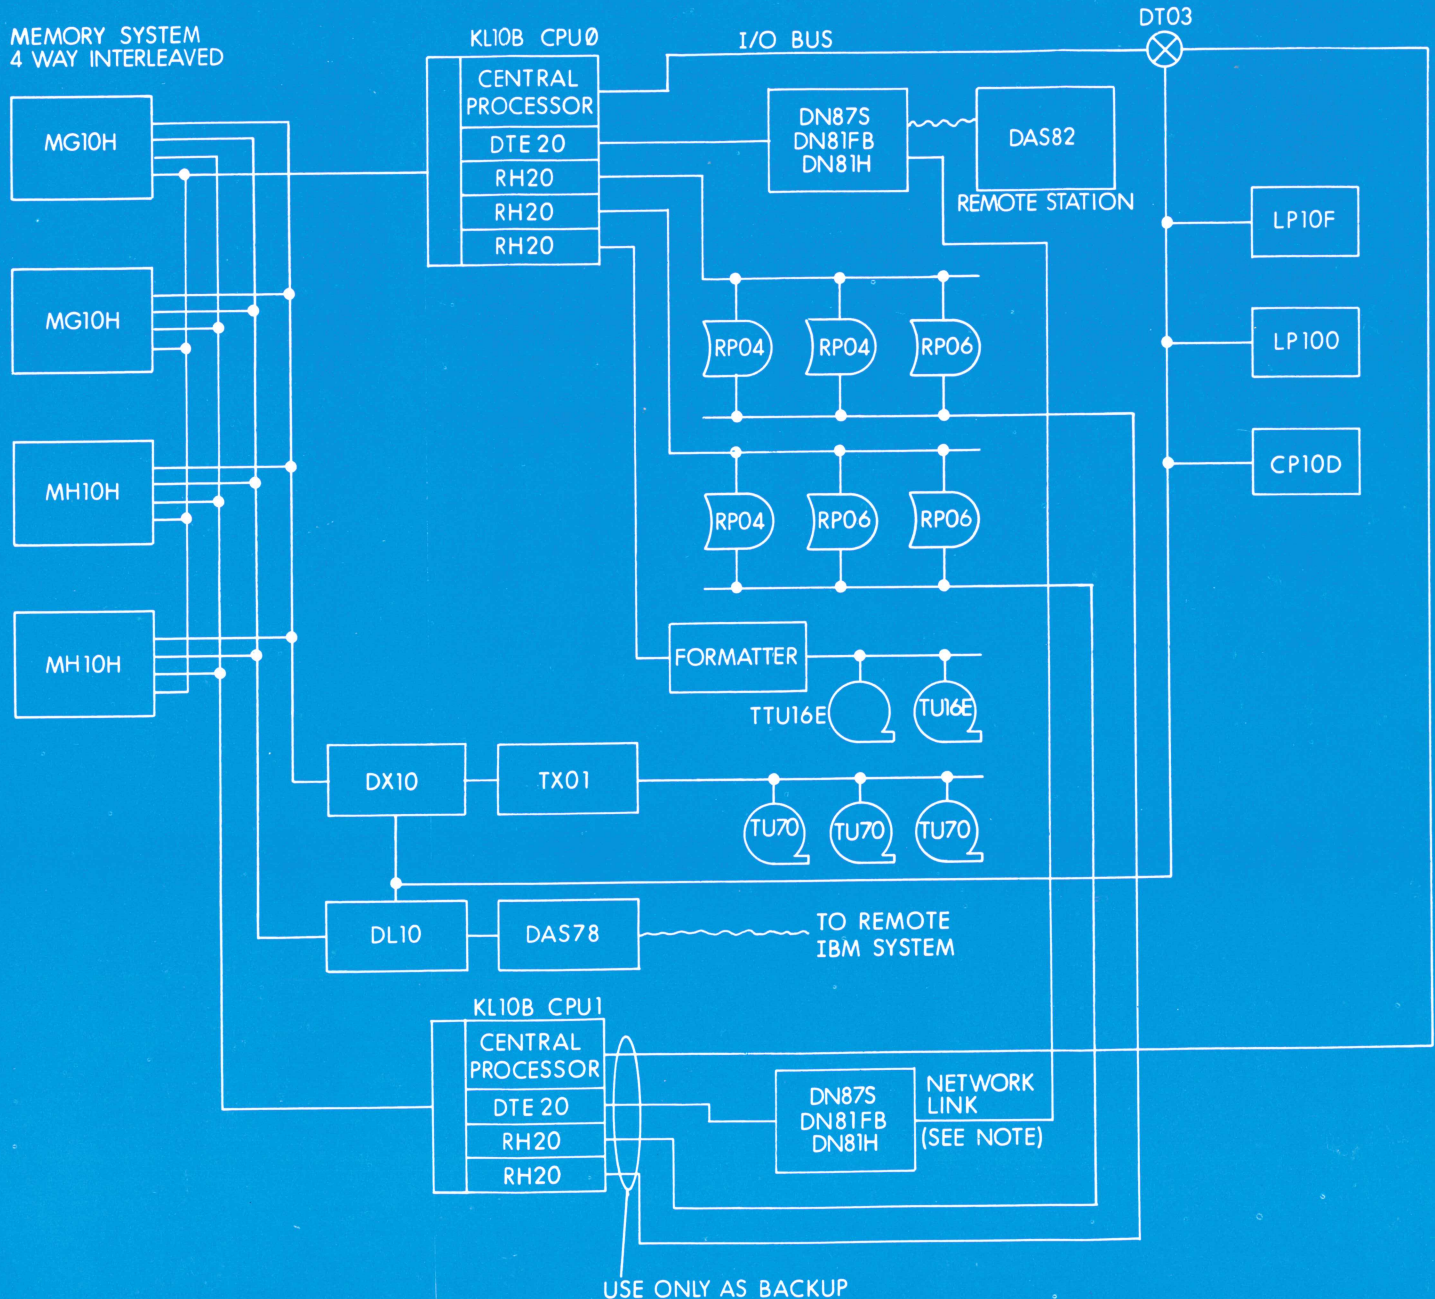 MEMORY SYSTEM
4 WAY INTERLEAVED
MG10H
MG10H
MH10H
MH10H
KL10B CPU0
CENTRAL
PROCESSOR
DTE 20
RH20
RH20
RH20
I/O BUS
DT03
DN87S
DN81FB
DN81H
DAS82
REMOTE STATION
LP10F
LP100
CP10D
RP04
RP04
RP06
RP04
RP06
RP06
FORMATTER
TTU16E
TU16E
DX10
TX01
TU70
TU70
TU70
DL10
DAS78
TO REMOTE
IBM SYSTEM
KL10B CPU1
CENTRAL
PROCESSOR
DTE 20
RH20
RH20
DN87S
DN81FB
DN81H
NETWORK
LINK
(SEE NOTE)
USE ONLY AS BACKUP